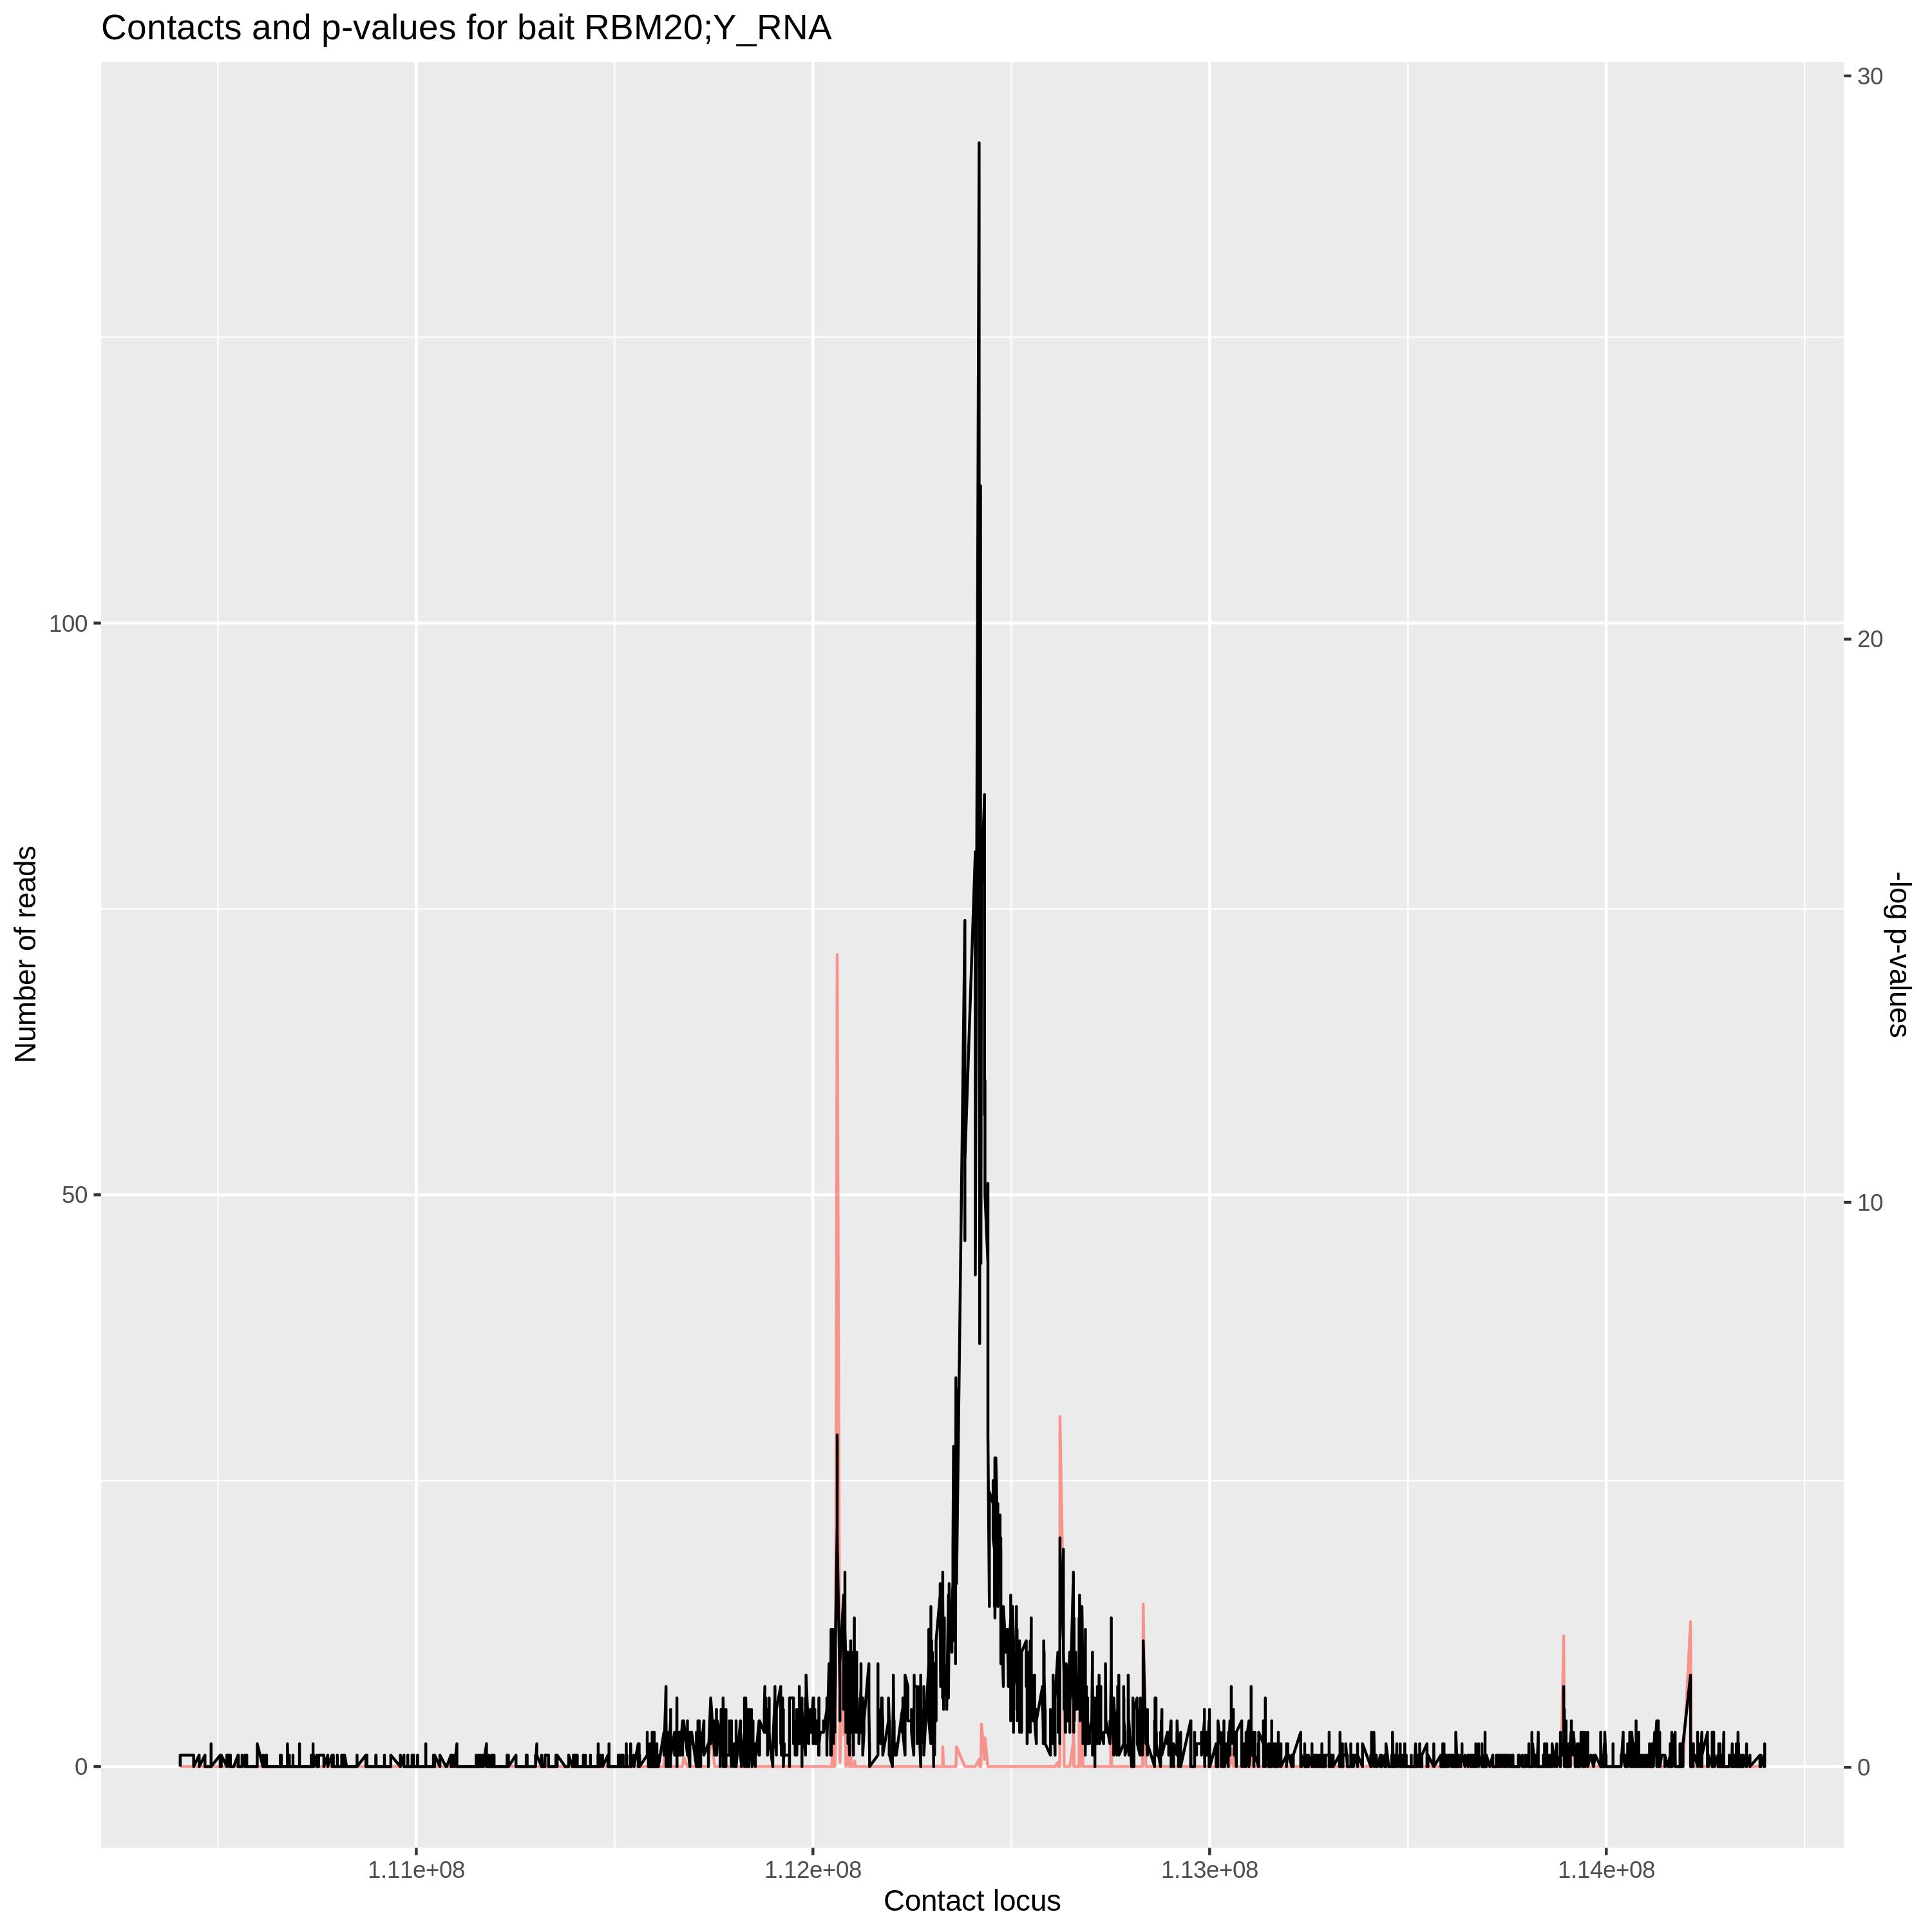 Contacts and p-values for bait RBM20;Y_RNA
30
100
20
Number of reads
-log p-values
50
10
0
0
1.11e+08
1.12e+08
1.13e+08
1.14e+08
Contact locus